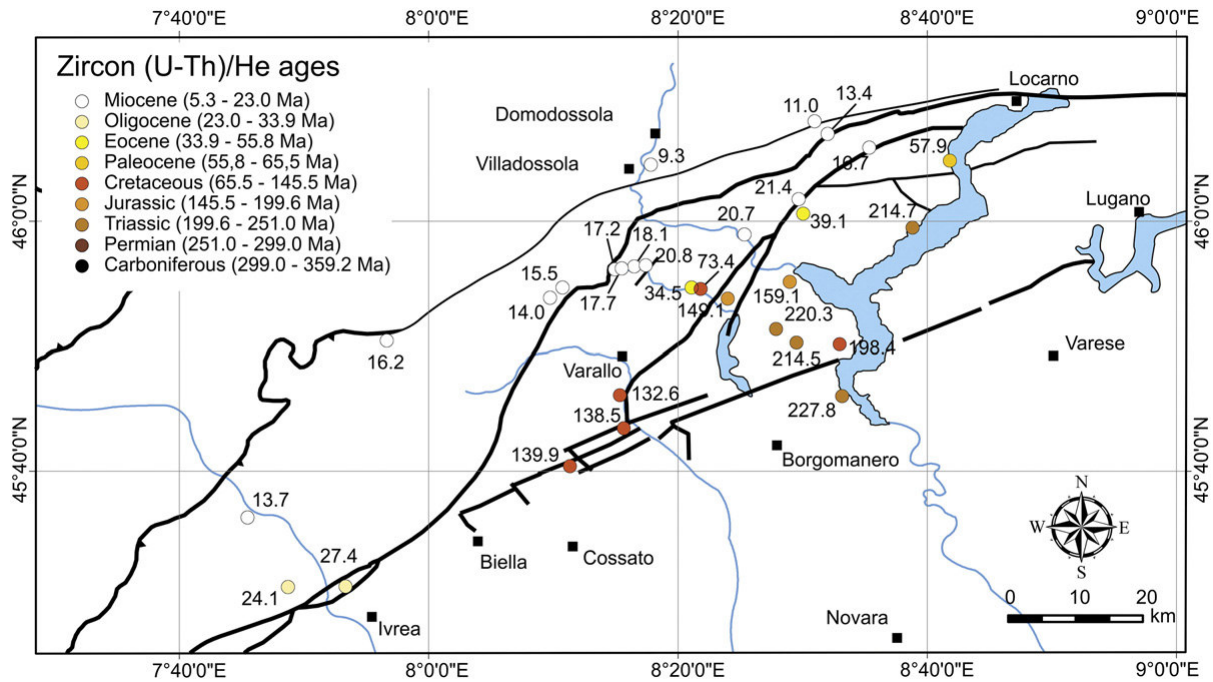 7°40'0"E 8°00'0"E 8°20'0"E 8°40'0"E 9°0'0"E
Zircon (U-Th)/He ages
Miocene (5.3 - 23.0 Ma)
Oligocene (23.0 - 33.9 Ma)
Eocene (33.9 - 55.8 Ma)
Paleocene (55,8 - 65,5 Ma)
Cretaceous (65.5 - 145.5 Ma)
Jurassic (145.5 - 199.6 Ma)
Triassic (199.6 - 251.0 Ma)
Permian (251.0 - 299.0 Ma)
Carboniferous (299.0 - 359.2 Ma)
Locarno
13.4
11.0
Domodossola
57.9
18.7
9.3
Villadossola
21.4
Lugano
39.1
214.7
46°0'0"N
46°0'0"N
20.7
17.2
18.1
20.8
73.4
15.5
17.7
34.5
159.1
14.0
149.1
220.3
198.4
Varese
16.2
214.5
Varallo
132.6
227.8
138.5
139.9
Borgomanero
45°40'0"N
45°40'0"N
13.7
N
W E
S
27.4
Biella
Cossato
24.1
0 10 20
km
Ivrea
Novara
7°40'0"E 8°00'0"E 8°20'0"E 8°40'0"E 9°0'0"E